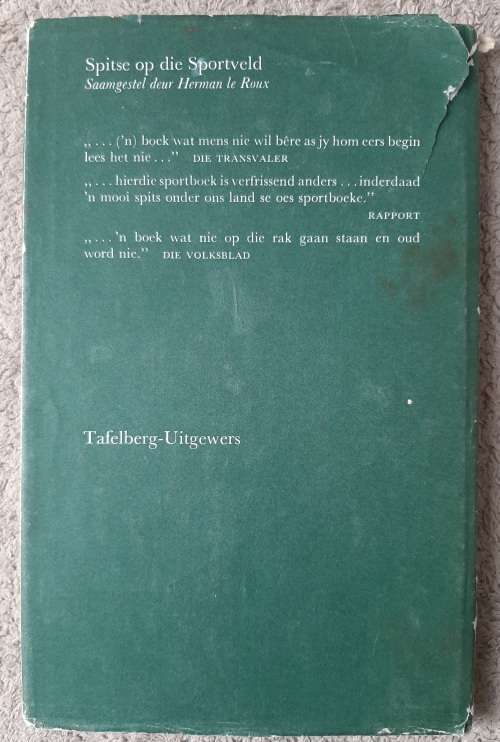 Spitse op die Sportveld
Saamgestel deur Herman le Roux
„... (’n) boek wat mens nie wil bêre as jy hom eers begin
lees het nie ...” DIE TRANSVALER
„... hierdie sportboek is verfrissend anders ... inderdaad
’n mooi spits onder ons land se oes sportboeke.”
RAPPORT
„... ’n boek wat nie op die rak gaan staan en oud
word nie.” DIE VOLKSBLAD
Tafelberg-Uitgewers